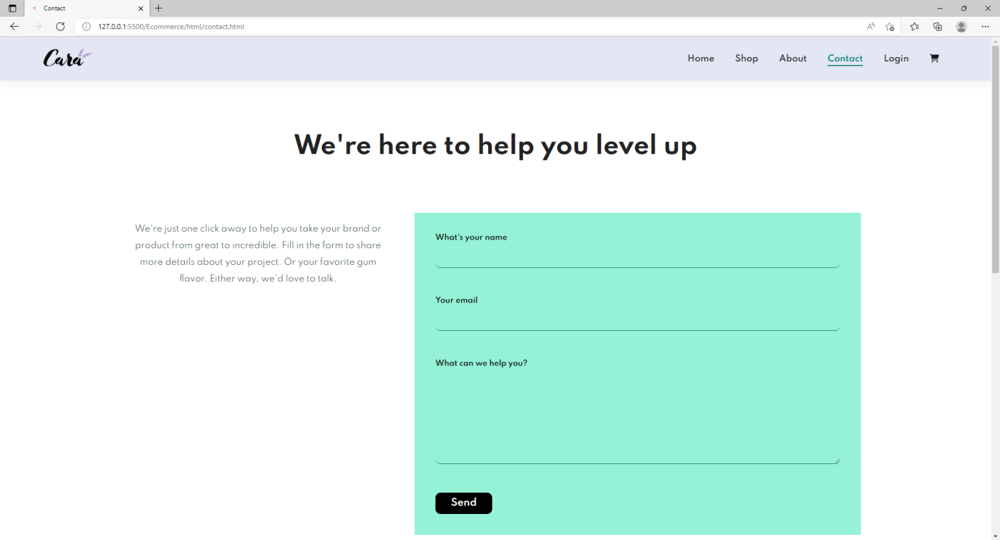 Contact
127.0.0.1:5500/Ecommerce/html/contact.html
Cara
Home Shop About Contact Login
We're here to help you level up
We're just one click away to help you take your brand or
product from great to incredible. Fill in the form to share
more details about your project. Or your favorite gum
flavor. Either way, we'd love to talk.
What's your name
Your email
What can we help you?
Send